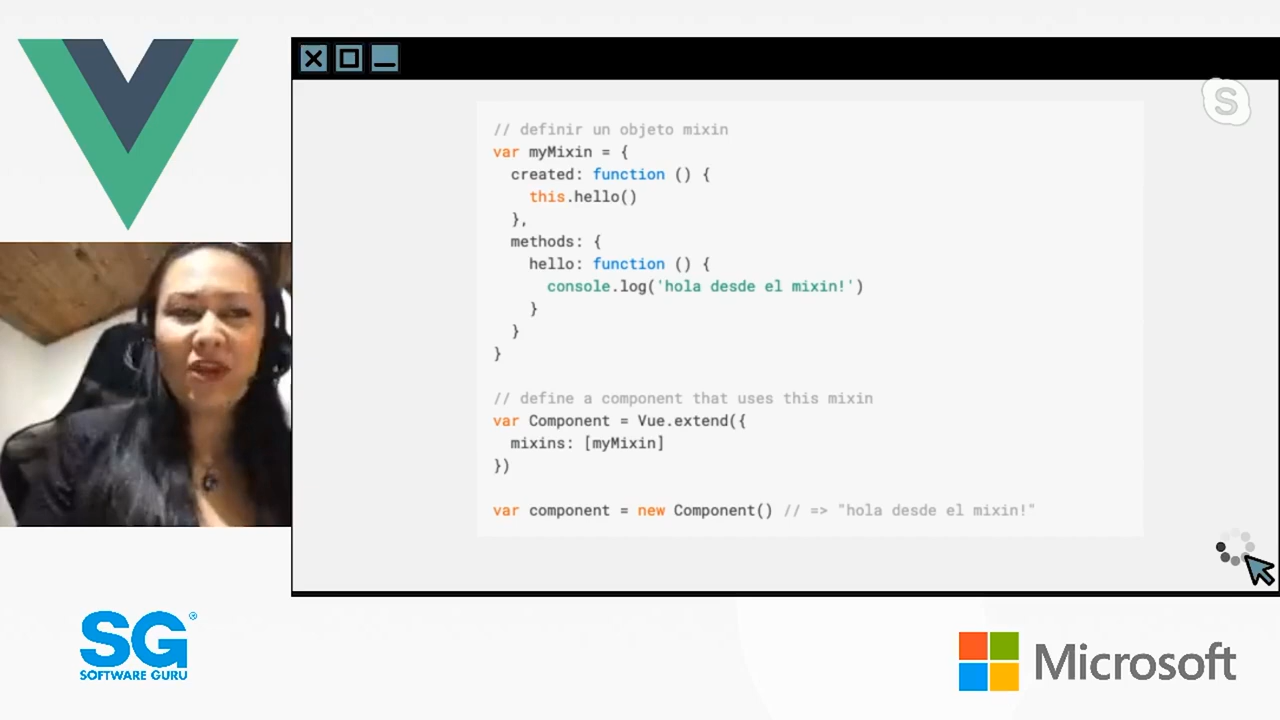 // definir un objeto mixin
var myMixin = {
  created: function () {
    this.hello()
  },
  methods: {
    hello: function () {
      console.log('hola desde el mixin!')
    }
  }
}
// define a component that uses this mixin
var Component = Vue.extend({
  mixins: [myMixin]
})
var component = new Component() // => "hola desde el mixin!"
S
SG®
SOFTWARE GURU
Microsoft